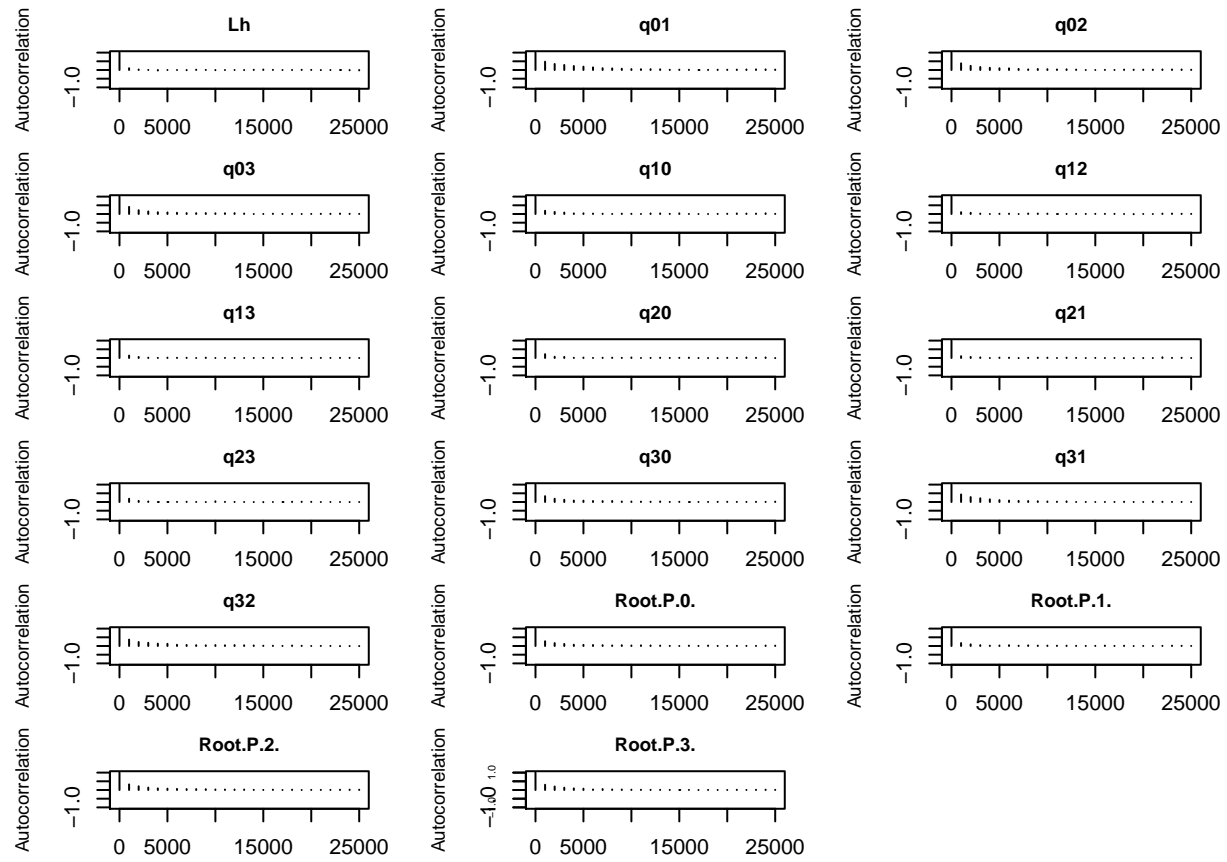 Lh q01 q02
Autocorrelation Autocorrelation Autocorrelation
−1.0 −1.0 −1.0
0 5000 15000 25000 0 5000 15000 25000 0 5000 15000 25000
q03 q10 q12
Autocorrelation Autocorrelation Autocorrelation
−1.0 −1.0 −1.0
0 5000 15000 25000 0 5000 15000 25000 0 5000 15000 25000
q13 q20 q21
Autocorrelation Autocorrelation Autocorrelation
−1.0 −1.0 −1.0
0 5000 15000 25000 0 5000 15000 25000 0 5000 15000 25000
q23 q30 q31
Autocorrelation Autocorrelation Autocorrelation
−1.0 −1.0 −1.0
0 5000 15000 25000 0 5000 15000 25000 0 5000 15000 25000
q32 Root.P.0. Root.P.1.
Autocorrelation Autocorrelation Autocorrelation
−1.0 −1.0 −1.0
0 5000 15000 25000 0 5000 15000 25000 0 5000 15000 25000
Root.P.2. Root.P.3.
Autocorrelation Autocorrelation
−1.0 −1.0 1.0
0 5000 15000 25000 0 5000 15000 25000